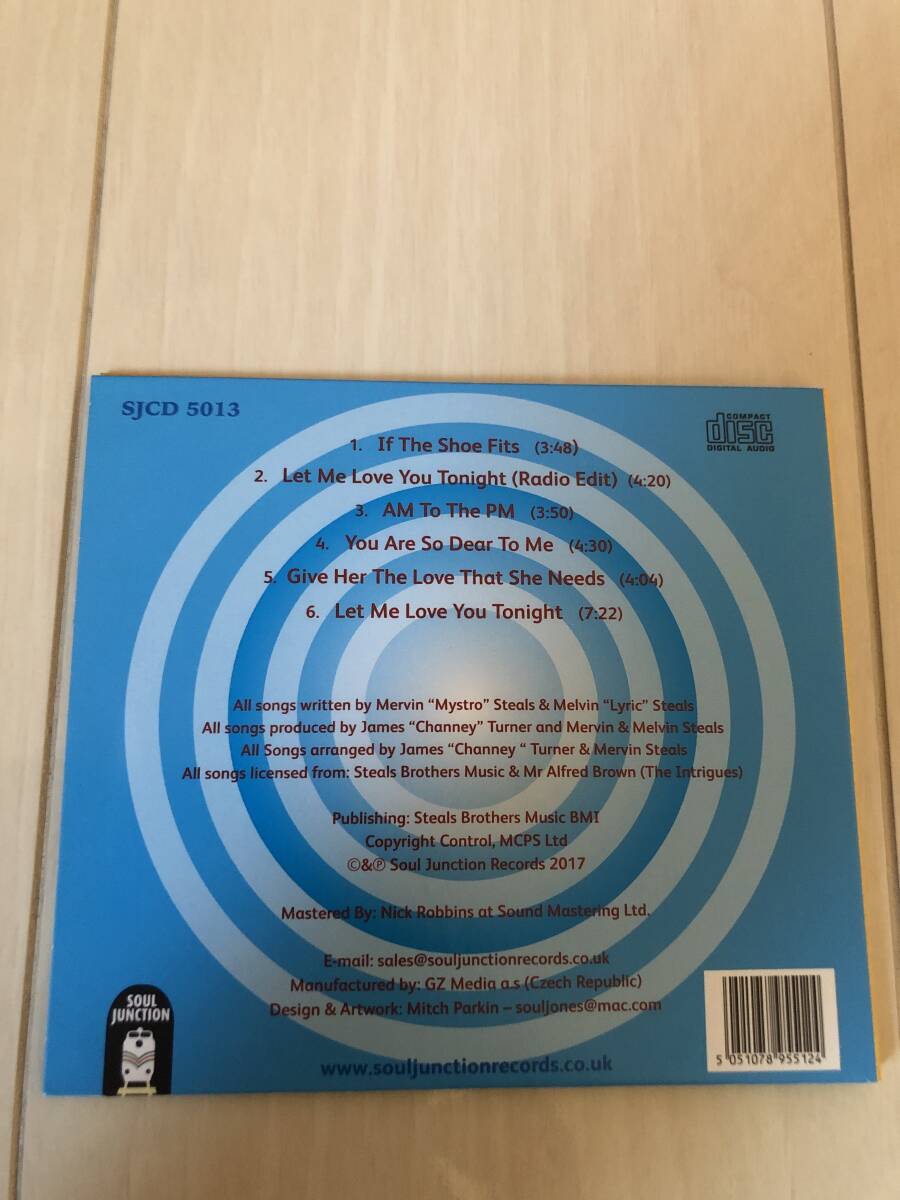 SJCD 5013
COMPACT
disc
DIGITAL AUDIO
1. If The Shoe Fits (3:48)
2. Let Me Love You Tonight (Radio Edit) (4:20)
3. AM To The PM (3:50)
4. You Are So Dear To Me (4:30)
5. Give Her The Love That She Needs (4:04)
6. Let Me Love You Tonight (7:22)
All songs written by Mervin “Mystro” Steals & Melvin “Lyric” Steals
All songs produced by James “Channey” Turner and Mervin & Melvin Steals
All Songs arranged by James “Channey “ Turner & Mervin Steals
All songs licensed from: Steals Brothers Music & Mr Alfred Brown (The Intrigues)
Publishing: Steals Brothers Music BMI
Copyright Control, MCPS Ltd
©&℗ Soul Junction Records 2017
Mastered By: Nick Robbins at Sound Mastering Ltd.
E-mail: sales@souljunctionrecords.co.uk
Manufactured by: GZ Media a.s (Czech Republic)
Design & Artwork: Mitch Parkin – souljones@mac.com
SOUL
JUNCTION
www.souljunctionrecords.co.uk
5 051078 955124